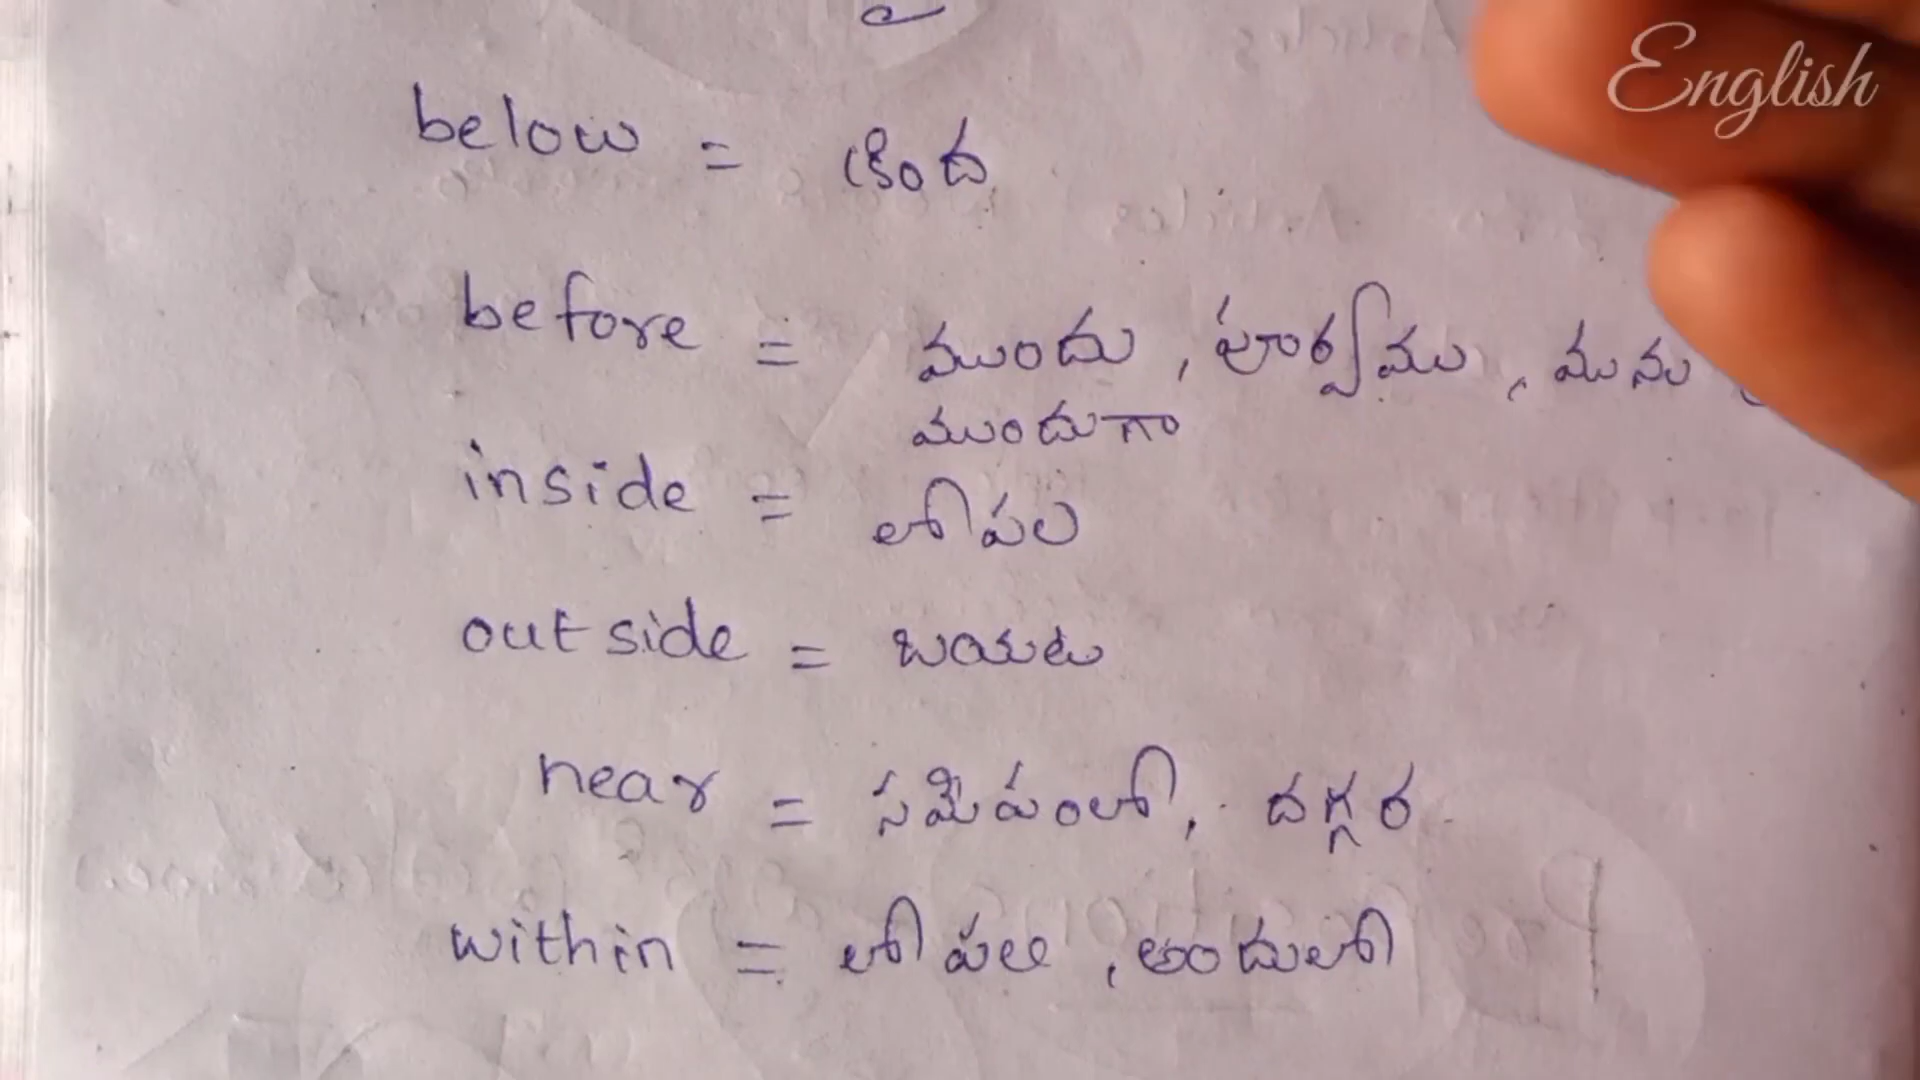 English
below = క్రింద
before = ముందు, పూర్వము, మును
ముందుగా
inside = లోపల
outside = బయట
near = సమీపంలో, దగ్గర
within = లోపల, అందులో